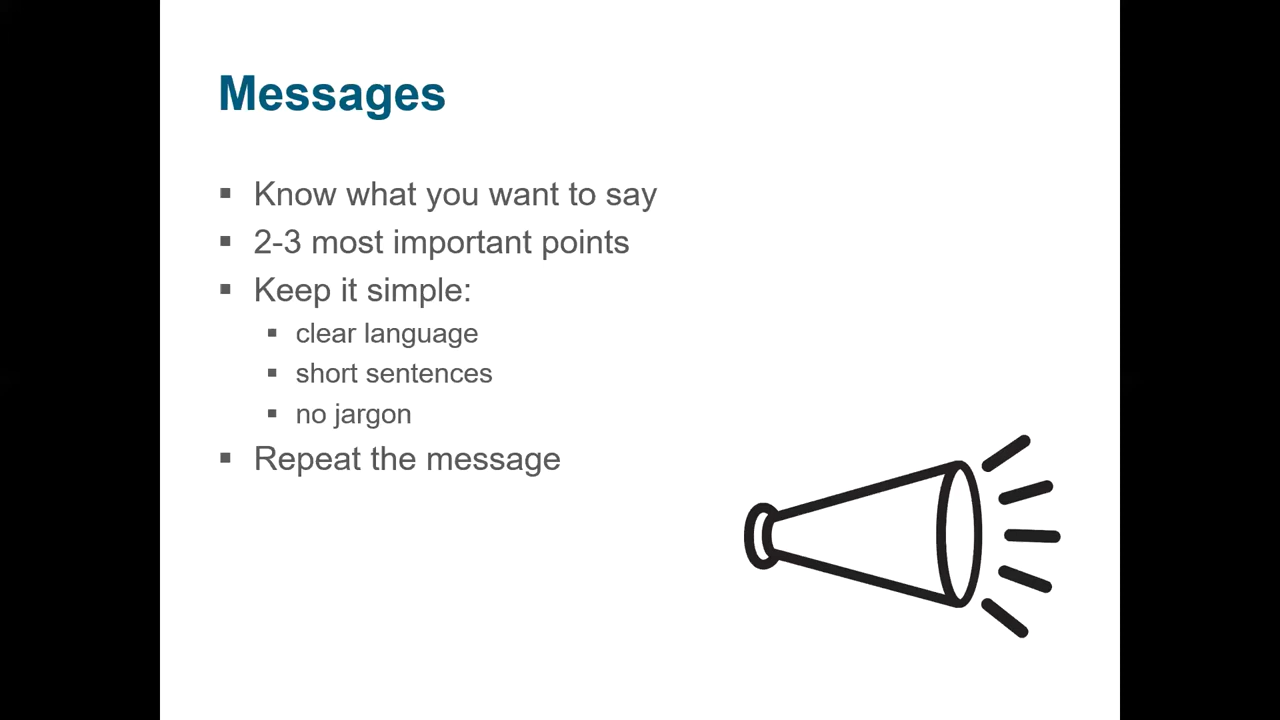 Messages
▪ Know what you want to say
▪ 2-3 most important points
▪ Keep it simple:
▪ clear language
▪ short sentences
▪ no jargon
▪ Repeat the message